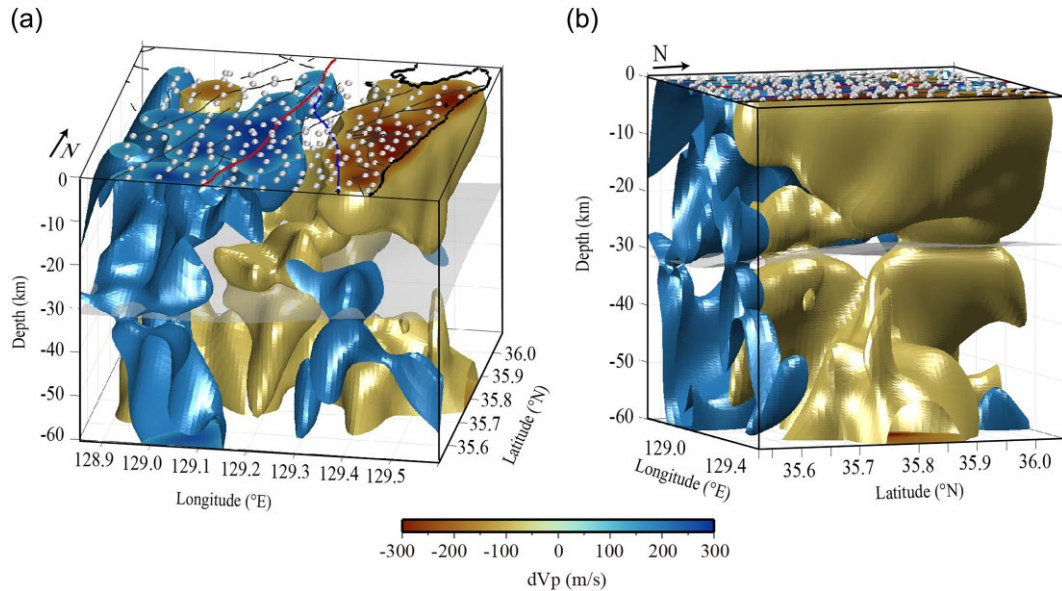 (a)
(b)
N
0
-10
-20
-30
-40
-50
-60
Depth (km)
128.9
129.0
129.1
129.2
129.3
129.4
129.5
Longitude (°E)
36.0
35.9
35.8
35.7
35.6
Latitude (°N)
N
0
-10
-20
-30
-40
-50
-60
Depth (km)
129.0
129.4
Longitude (°E)
35.6
35.7
35.8
35.9
36.0
Latitude (°N)
-300 -200 -100 0 100 200 300
dVp (m/s)